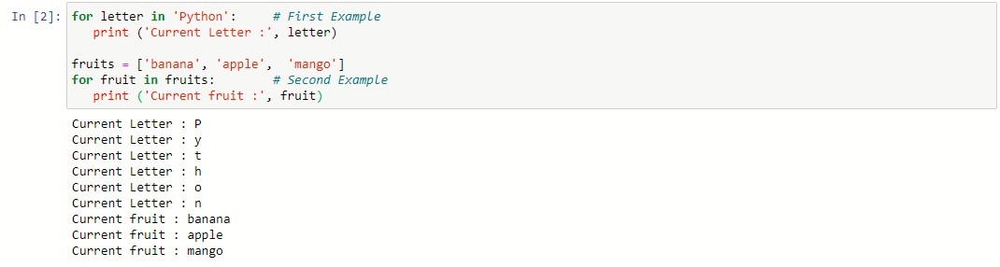 In [2]: for letter in 'Python':     # First Example
   print ('Current Letter :', letter)
fruits = ['banana', 'apple',  'mango']
for fruit in fruits:        # Second Example
   print ('Current fruit :', fruit)
Current Letter : P
Current Letter : y
Current Letter : t
Current Letter : h
Current Letter : o
Current Letter : n
Current fruit : banana
Current fruit : apple
Current fruit : mango